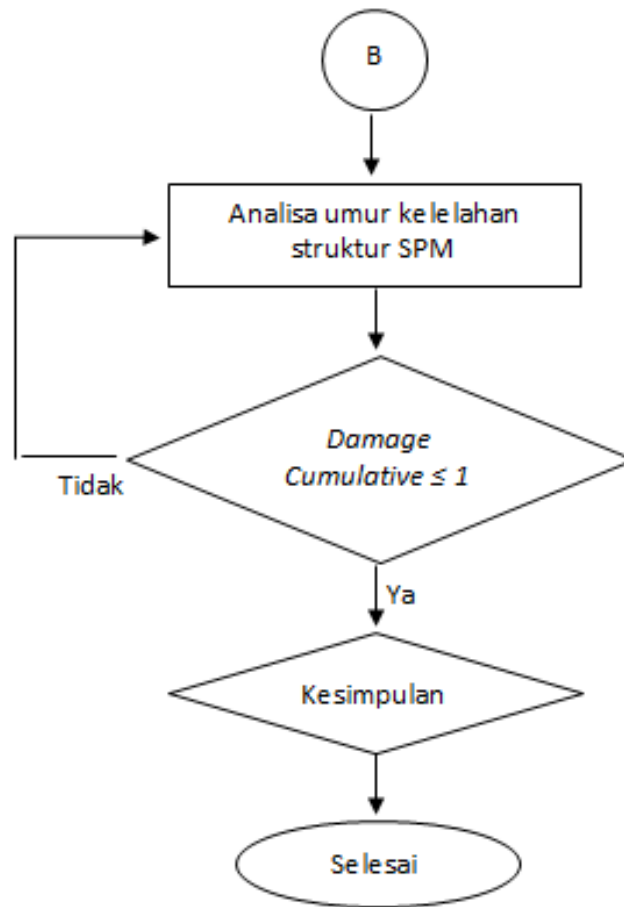 B
Analisa umur kelelahan
struktur SPM
Damage
Cumulative ≤ 1
Tidak
Ya
Kesimpulan
Selesai